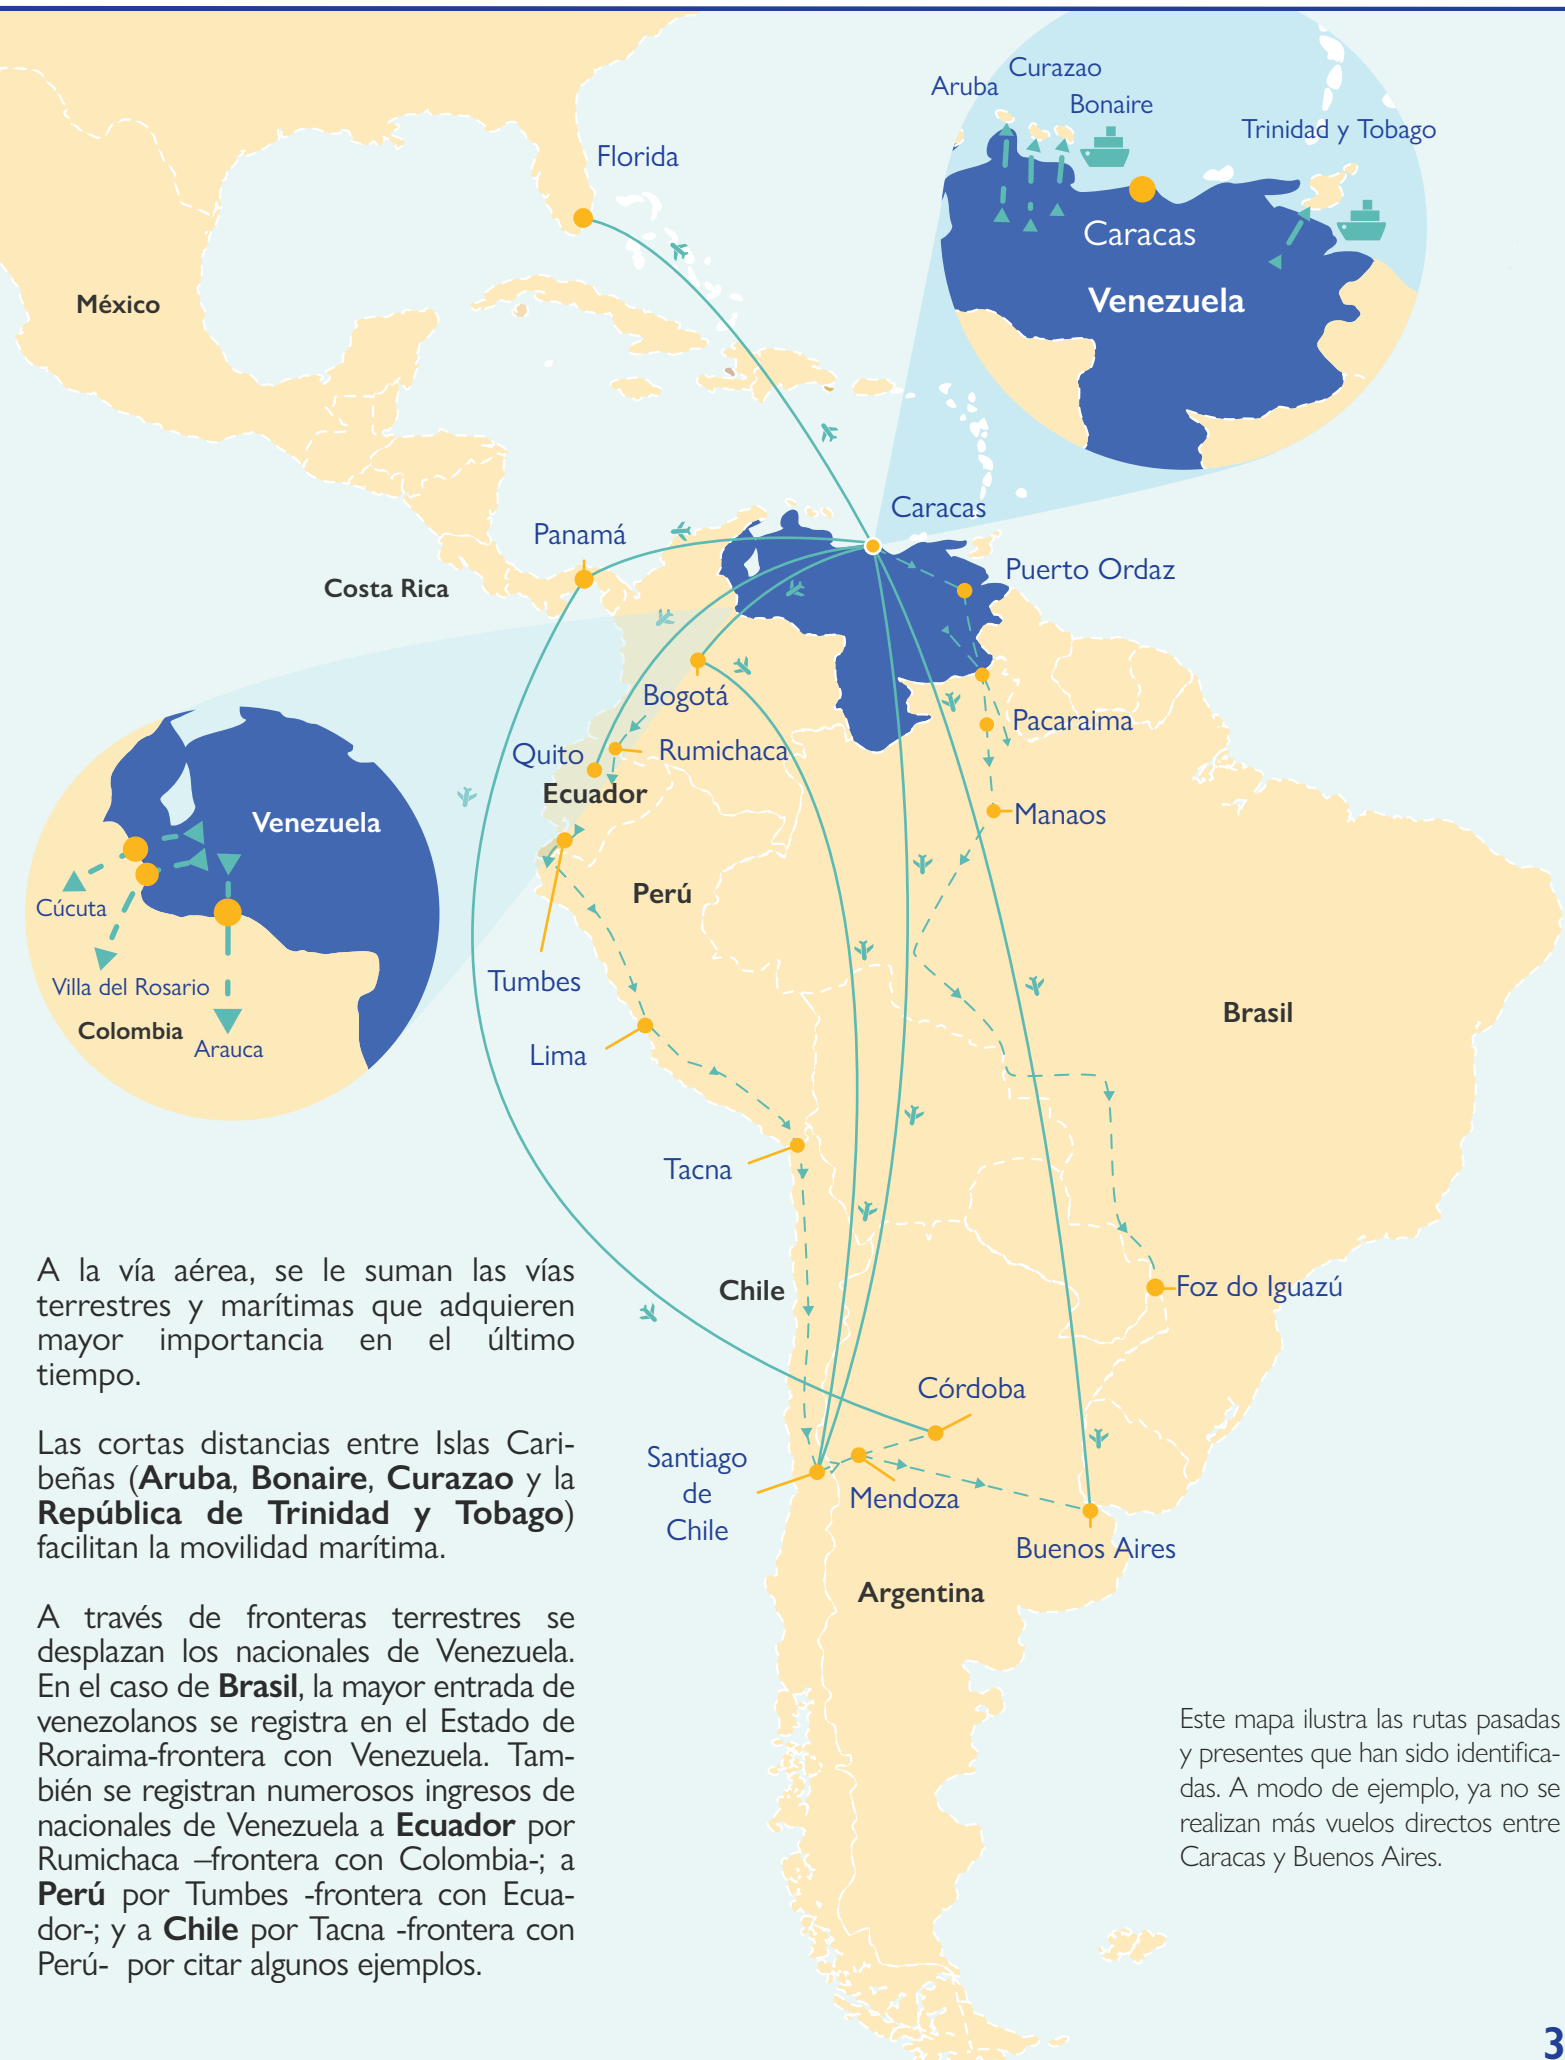 Aruba
Curazao
Bonaire
Trinidad y Tobago
Florida
Caracas
México
Venezuela
Caracas
Panamá
Puerto Ordaz
Costa Rica
Bogotá
Pacaraima
Quito
Rumichaca
Ecuador
Manaos
Venezuela
Cúcuta
Perú
Villa del Rosario
Tumbes
Brasil
Colombia
Arauca
Lima
Tacna
A la vía aérea, se le suman las vías
terrestres y marítimas que adquieren
mayor importancia en el último
tiempo.
Chile
Foz do Iguazú
Córdoba
Las cortas distancias entre Islas Cari-
beñas (Aruba, Bonaire, Curazao y la
República de Trinidad y Tobago)
facilitan la movilidad marítima.
Santiago
de
Chile
Mendoza
Buenos Aires
Argentina
A través de fronteras terrestres se
desplazan los nacionales de Venezuela.
En el caso de Brasil, la mayor entrada de
venezolanos se registra en el Estado de
Roraima-frontera con Venezuela. Tam-
bién se registran numerosos ingresos de
nacionales de Venezuela a Ecuador por
Rumichaca –frontera con Colombia-; a
Perú por Tumbes -frontera con Ecua-
dor-; y a Chile por Tacna -frontera con
Perú- por citar algunos ejemplos.
Este mapa ilustra las rutas pasadas
y presentes que han sido identifica-
das. A modo de ejemplo, ya no se
realizan más vuelos directos entre
Caracas y Buenos Aires.
3